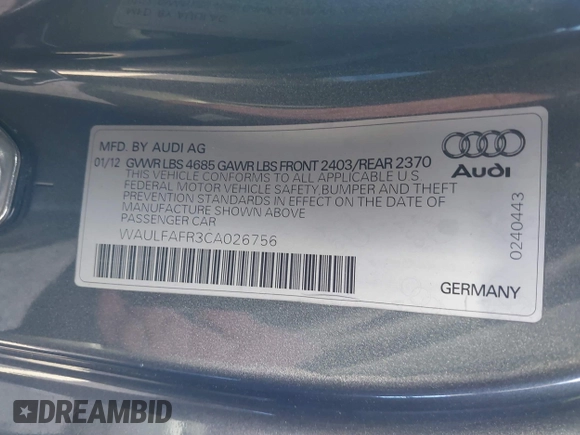 MFD. BY AUDI AG
01/12 GVWR LBS 4685 GAWR LBS FRONT 2403/REAR 2370
THIS VEHICLE CONFORMS TO ALL APPLICABLE U.S
FEDERAL MOTOR VEHICLE SAFETY, BUMPER AND THEFT
PREVENTION STANDARDS IN EFFECT ON THE DATE OF
MANUFACTURE SHOWN ABOVE
PASSENGER CAR
WAULFAFR3CA026756
Audi
0240443
GERMANY
DREAMBID